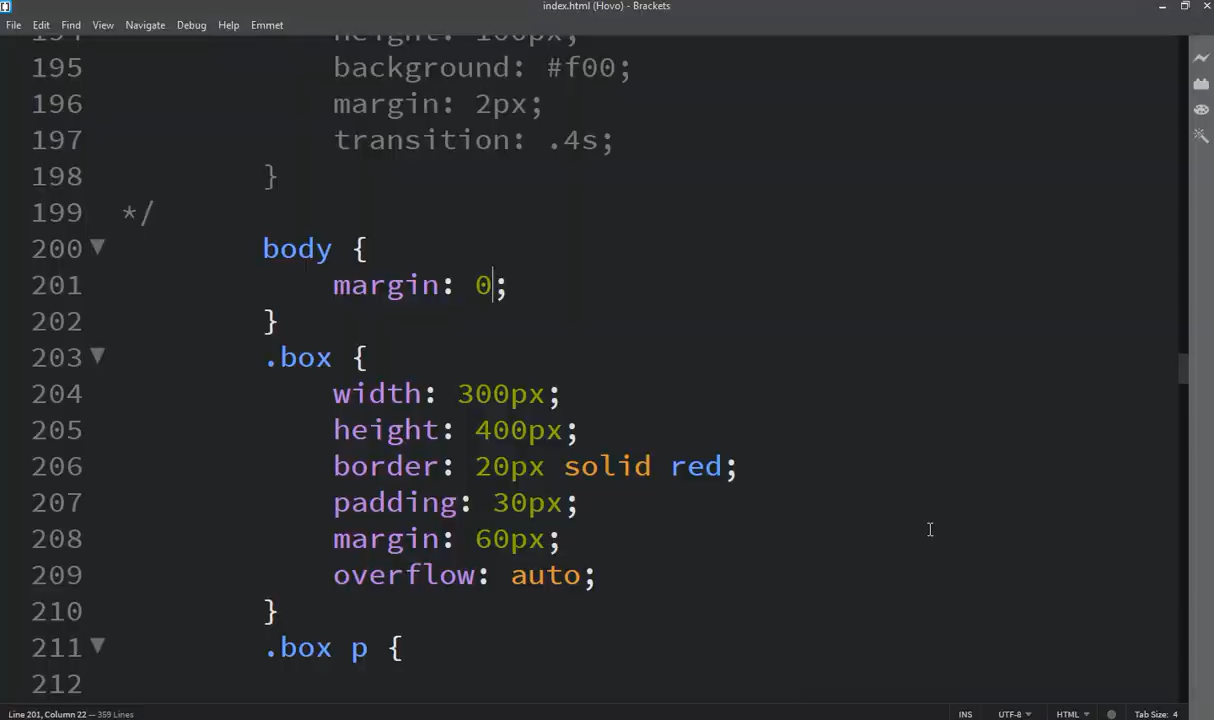 index.html (Hovo) - Brackets
File Edit Find View Navigate Debug Help Emmet
194 height: 100px;
195 background: #f00;
196 margin: 2px;
197 transition: .4s;
198 }
199 */
200 body {
201 margin: 0;
202 }
203 .box {
204 width: 300px;
205 height: 400px;
206 border: 20px solid red;
207 padding: 30px;
208 margin: 60px;
209 overflow: auto;
210 }
211 .box p {
212
Line 201, Column 22 — 359 Lines INS UTF-8 HTML Tab Size: 4